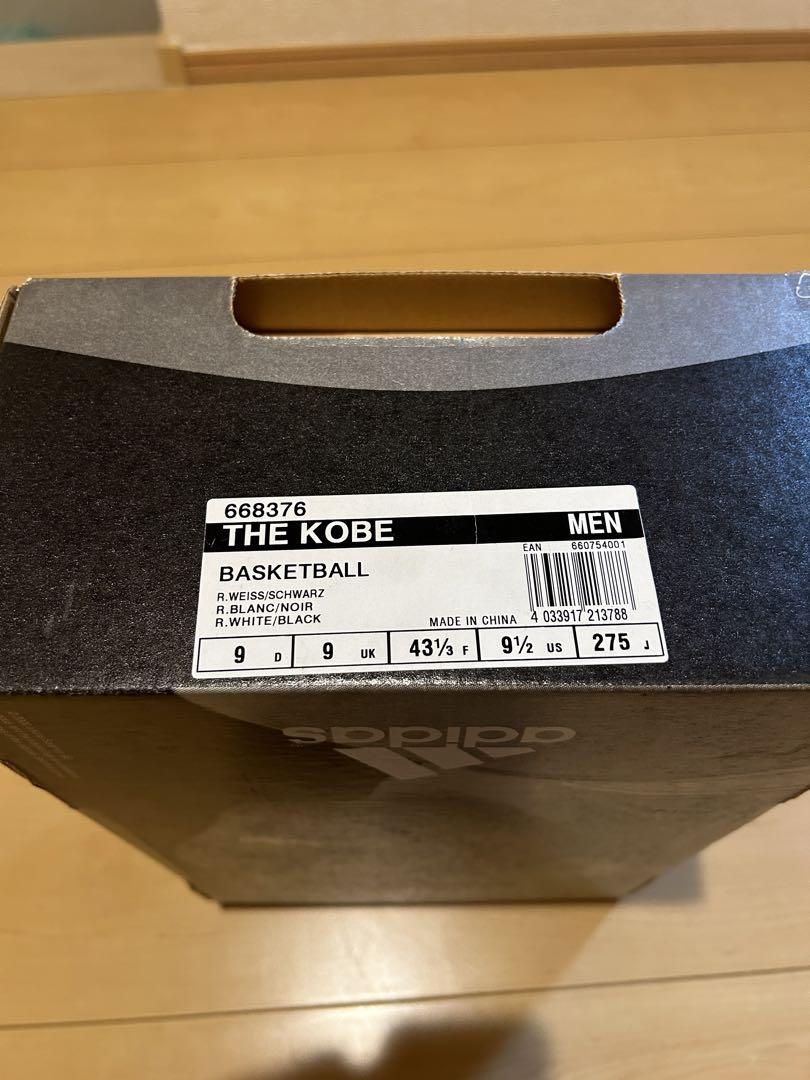 668376
THE KOBE MEN
EAN 660754001
BASKETBALL
R.WEISS/SCHWARZ
R.BLANC/NOIR
R.WHITE/BLACK
MADE IN CHINA 4 033917 213788
9 D 9 UK 43⅓ F 9½ US 275 J
adidas